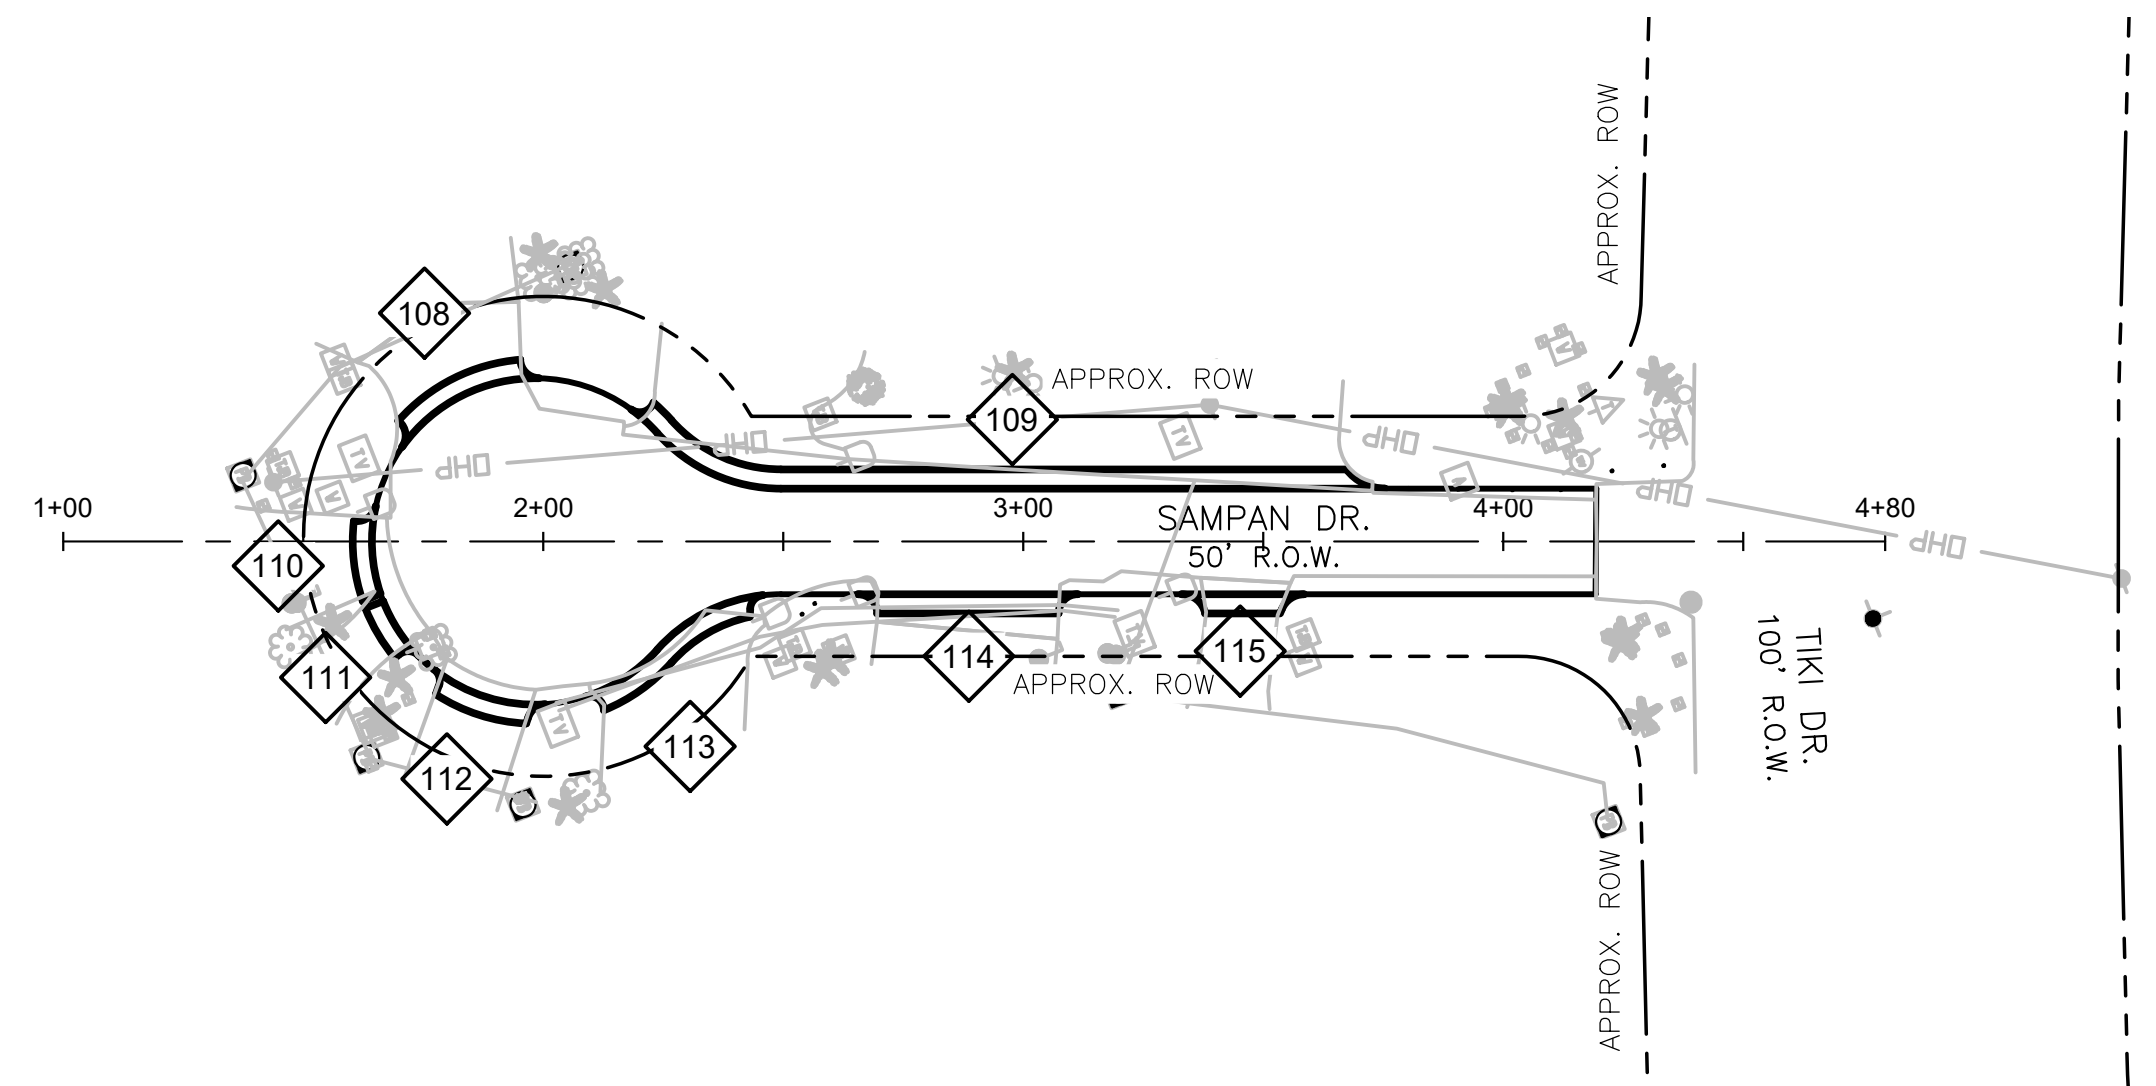 APPROX. ROW
108
APPROX. ROW
109
OHP
OHP
OHP
TV
TV
OHP
1+00
2+00
3+00
4+00
4+80
SAMPAN DR.
50' R.O.W.
OHP
110
111
112
113
114
115
TV
APPROX. ROW
TIKI DR.
100' R.O.W.
APPROX. ROW